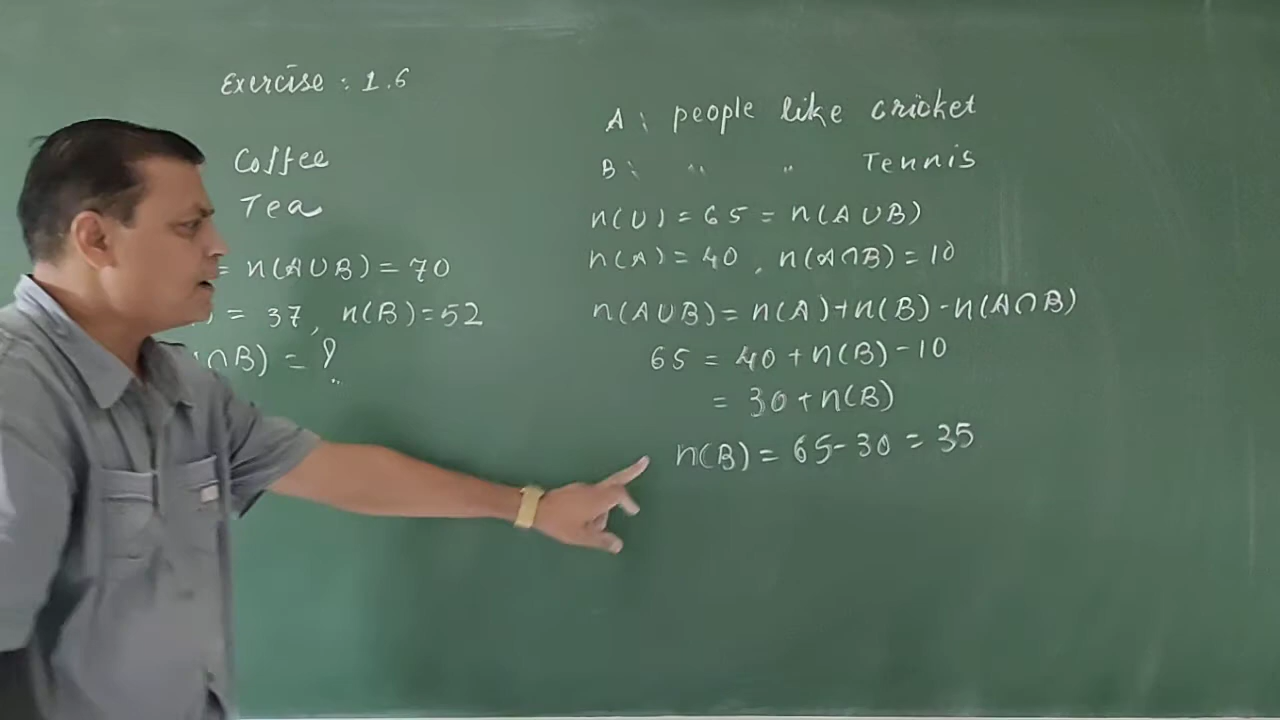 Exercise : 1.6
Coffee
Tea
= n(A∪B) = 70
) = 37, n(B)=52
∩B) = ?
A : people like cricket
B : " " Tennis
n(U) = 65 = n(A∪B)
n(A) = 40 , n(A∩B) = 10
n(A∪B) = n(A)+n(B)-n(A∩B)
65 = 40 + n(B) - 10
= 30 + n(B)
n(B) = 65-30 = 35